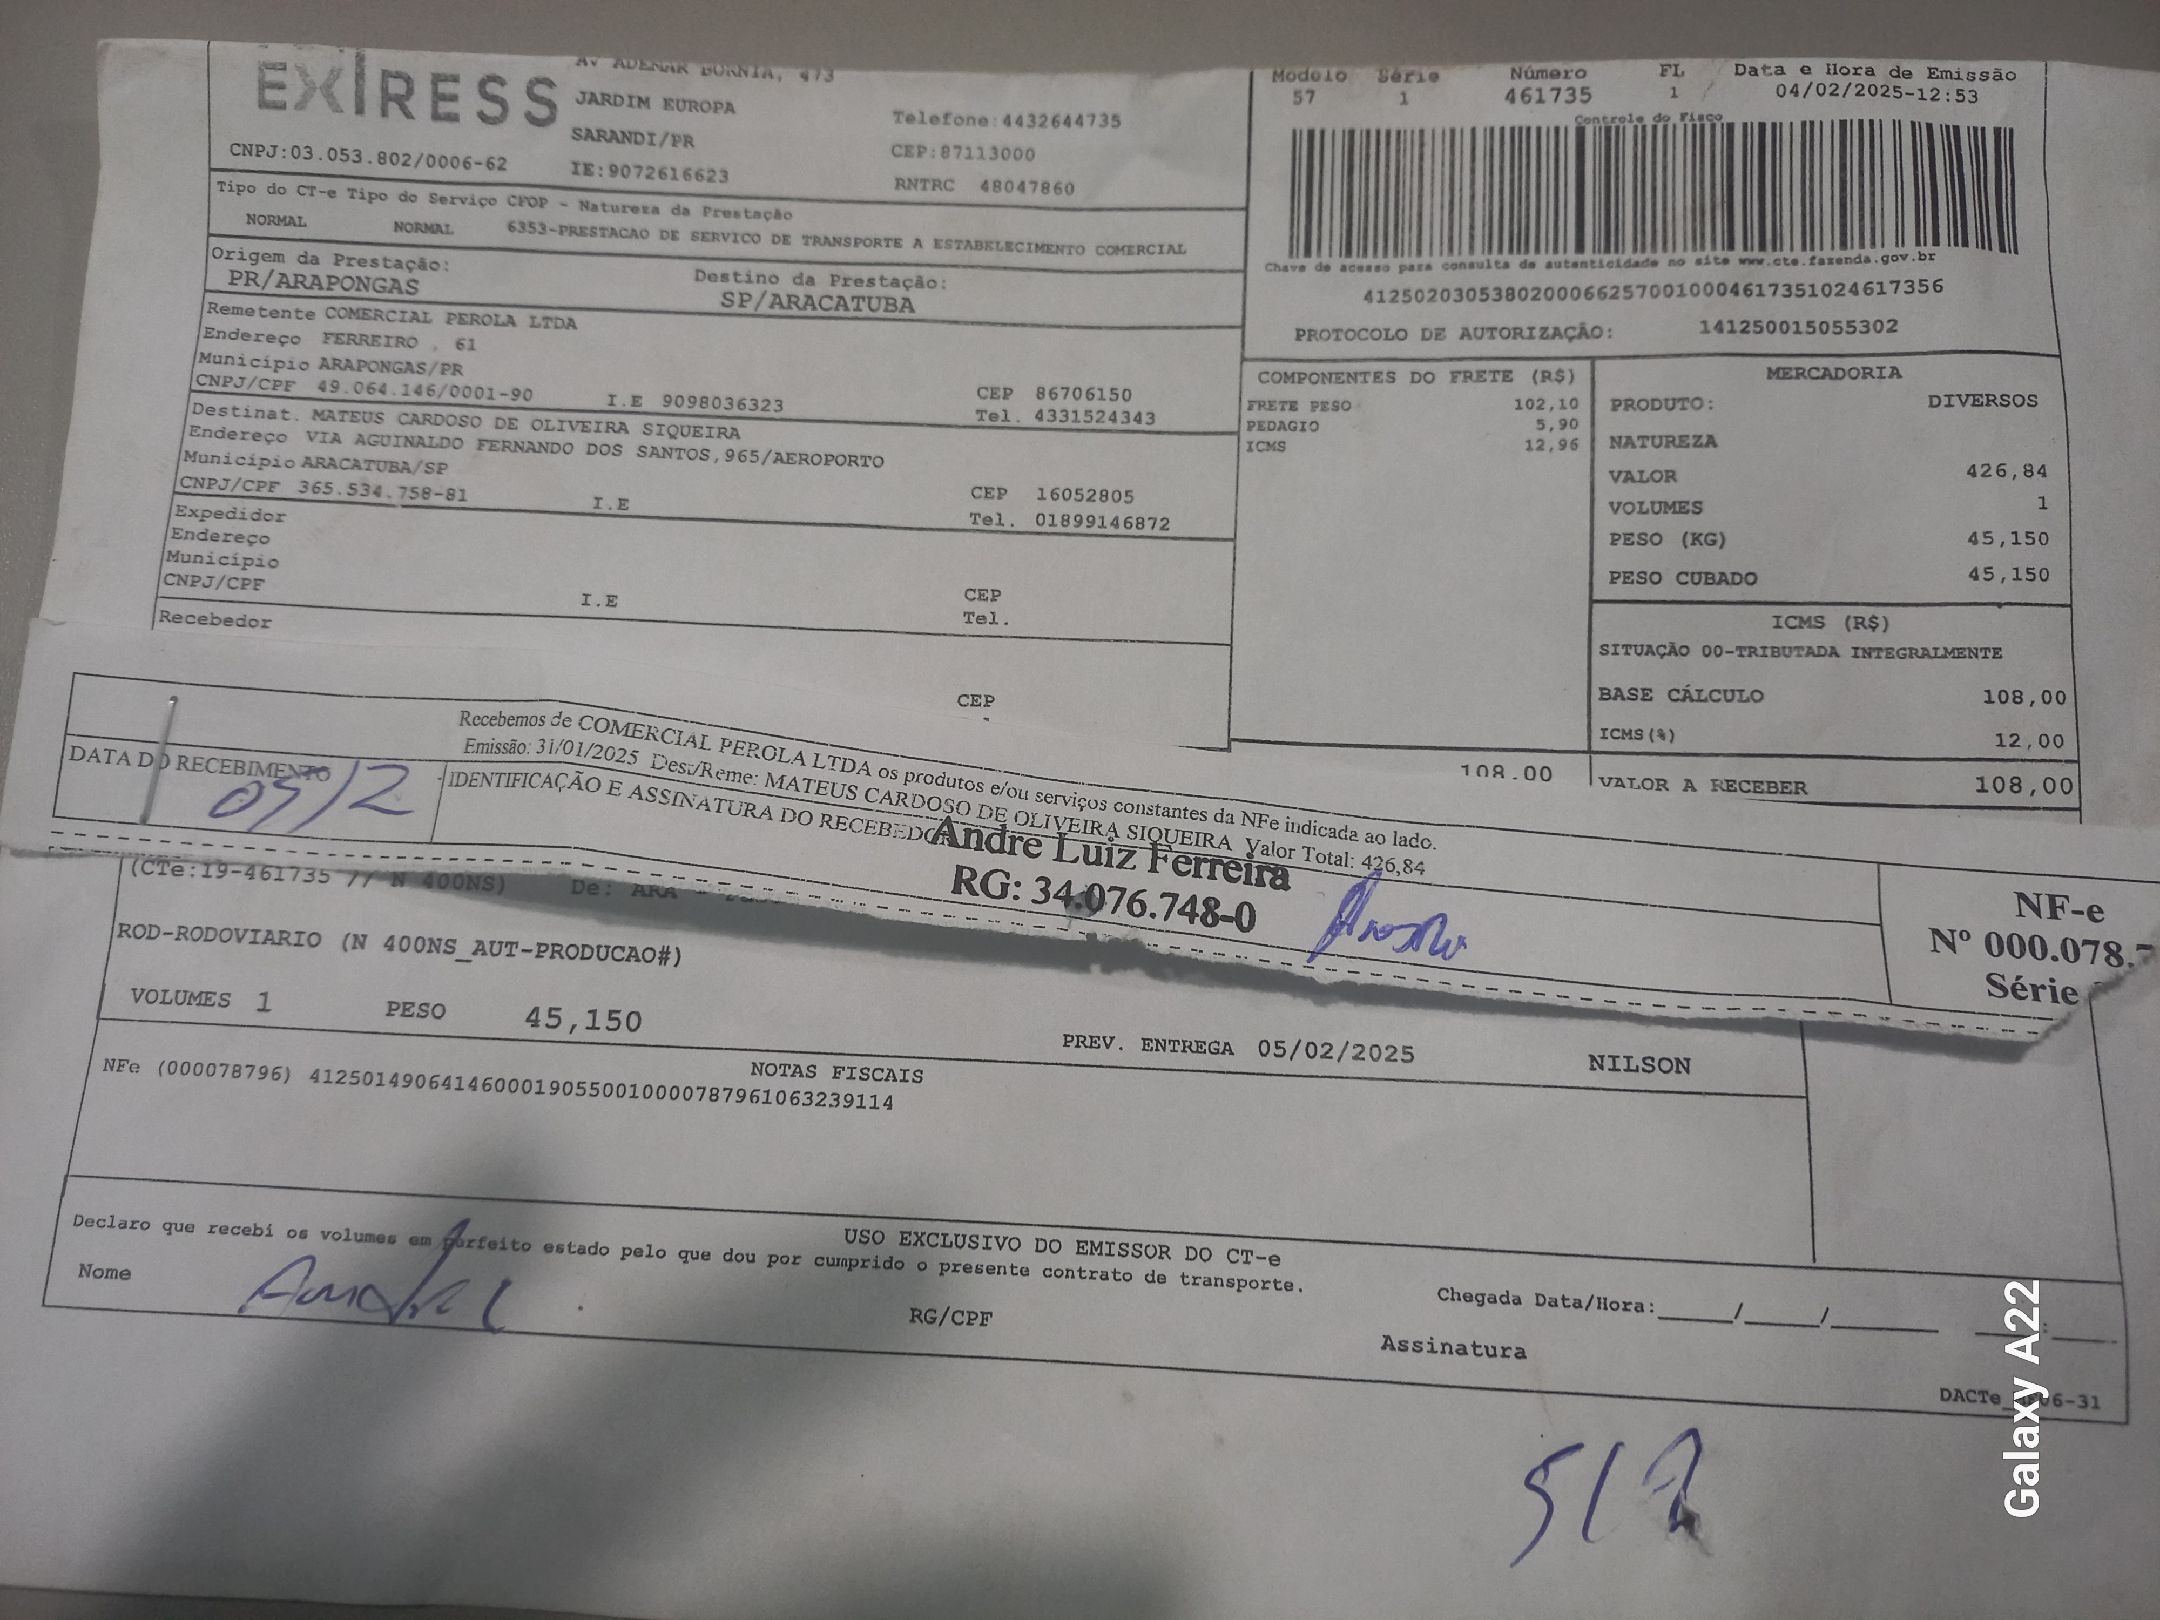 EXIRESS
AV ADEMAR BORNIA, 473
JARDIM EUROPA
SARANDI/PR
CNPJ:03.053.802/0006-62
IE:9072616623
Telefone:4432644735
CEP:87113000
RNTRC 48047860
Modelo Série Número FL Data e Hora de Emissão
57 1 461735 1 04/02/2025-12:53
Controle do Fisco
Chave de acesso para consulta de autenticidade no site www.cte.fazenda.gov.br
41250203053802000662570010004617351024617356
PROTOCOLO DE AUTORIZAÇÃO: 141250015055302
Tipo do CT-e Tipo do Serviço CFOP - Natureza da Prestação
NORMAL NORMAL 6353-PRESTACAO DE SERVICO DE TRANSPORTE A ESTABELECIMENTO COMERCIAL
Origem da Prestação: Destino da Prestação:
PR/ARAPONGAS SP/ARACATUBA
Remetente COMERCIAL PEROLA LTDA
Endereço FERREIRO , 61
Município ARAPONGAS/PR CEP 86706150
CNPJ/CPF 49.064.146/0001-90 I.E 9098036323 Tel. 4331524343
Destinat. MATEUS CARDOSO DE OLIVEIRA SIQUEIRA
Endereço VIA AGUINALDO FERNANDO DOS SANTOS,965/AEROPORTO
Município ARACATUBA/SP CEP 16052805
CNPJ/CPF 365.534.758-81 I.E Tel. 01899146872
Expedidor
Endereço
Município CEP
CNPJ/CPF I.E Tel.
Recebedor
CEP
COMPONENTES DO FRETE (R$)
FRETE PESO 102,10
PEDAGIO 5,90
ICMS 12,96
108.00
MERCADORIA
PRODUTO: DIVERSOS
NATUREZA
VALOR 426,84
VOLUMES 1
PESO (KG) 45,150
PESO CUBADO 45,150
ICMS (R$)
SITUAÇÃO 00-TRIBUTADA INTEGRALMENTE
BASE CÁLCULO 108,00
ICMS(%) 12,00
VALOR A RECEBER 108,00
Recebemos de COMERCIAL PEROLA LTDA os produtos e/ou serviços constantes da NFe indicada ao lado.
Emissão: 31/01/2025 Dest/Reme: MATEUS CARDOSO DE OLIVEIRA SIQUEIRA Valor Total: 426,84
DATA DO RECEBIMENTO
05/2
IDENTIFICAÇÃO E ASSINATURA DO RECEBEDOR
Andre Luiz Ferreira
RG: 34.076.748-0
NF-e
Nº 000.078.7
Série
(CTe:19-461735 // N 400NS) De: ARA
ROD-RODOVIARIO (N 400NS_AUT-PRODUCAO#)
VOLUMES 1 PESO 45,150
PREV. ENTREGA 05/02/2025 NILSON
NOTAS FISCAIS
NFe (000078796) 41250149064146000190550010000787961063239114
USO EXCLUSIVO DO EMISSOR DO CT-e
Declaro que recebi os volumes em perfeito estado pelo que dou por cumprido o presente contrato de transporte.
Nome
RG/CPF
Chegada Data/Hora:_____/_____/_______ ___:____
Assinatura
5/2
Galaxy A22